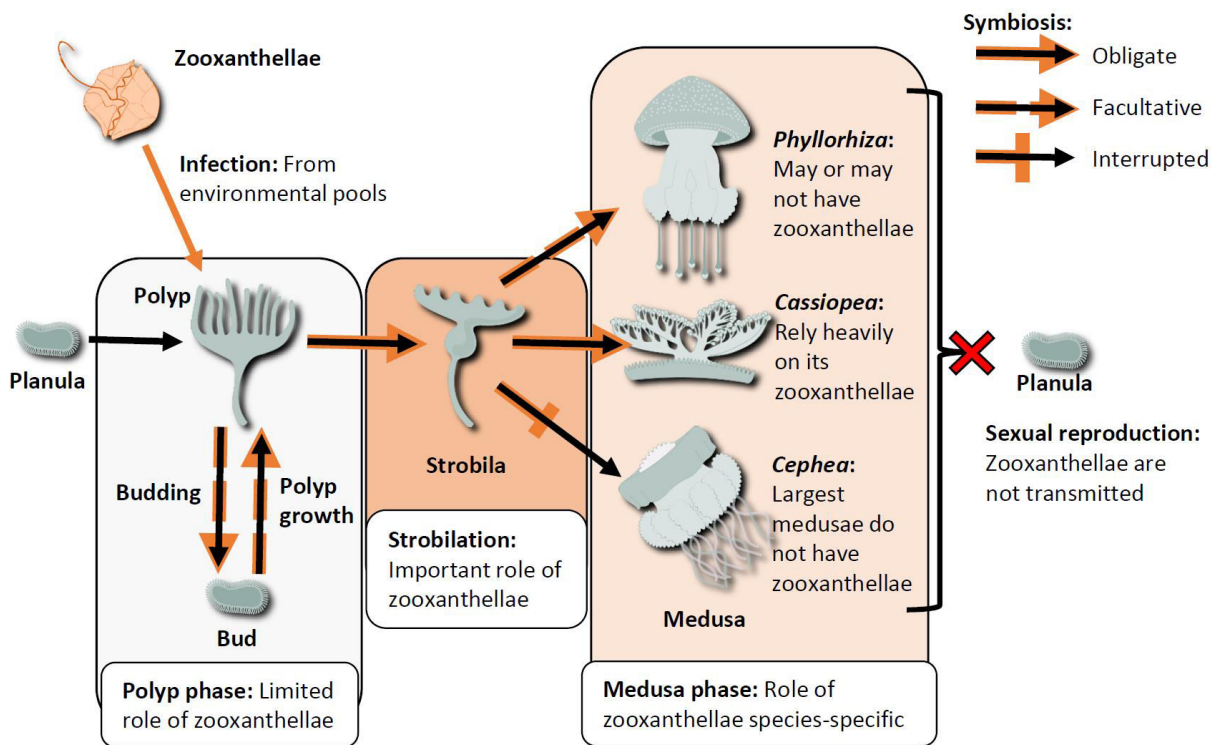 Zooxanthellae
Infection: From
environmental pools
Planula
Polyp
Budding
Polyp
growth
Bud
Polyp phase: Limited
role of zooxanthellae
Strobila
Strobilation:
Important role of
zooxanthellae
Phyllorhiza:
May or may
not have
zooxanthellae
Cassiopea:
Rely heavily
on its
zooxanthellae
Cephea:
Largest
medusae do
not have
zooxanthellae
Medusa
Medusa phase: Role of
zooxanthellae species-specific
Symbiosis:
Obligate
Facultative
Interrupted
Planula
Sexual reproduction:
Zooxanthellae are
not transmitted